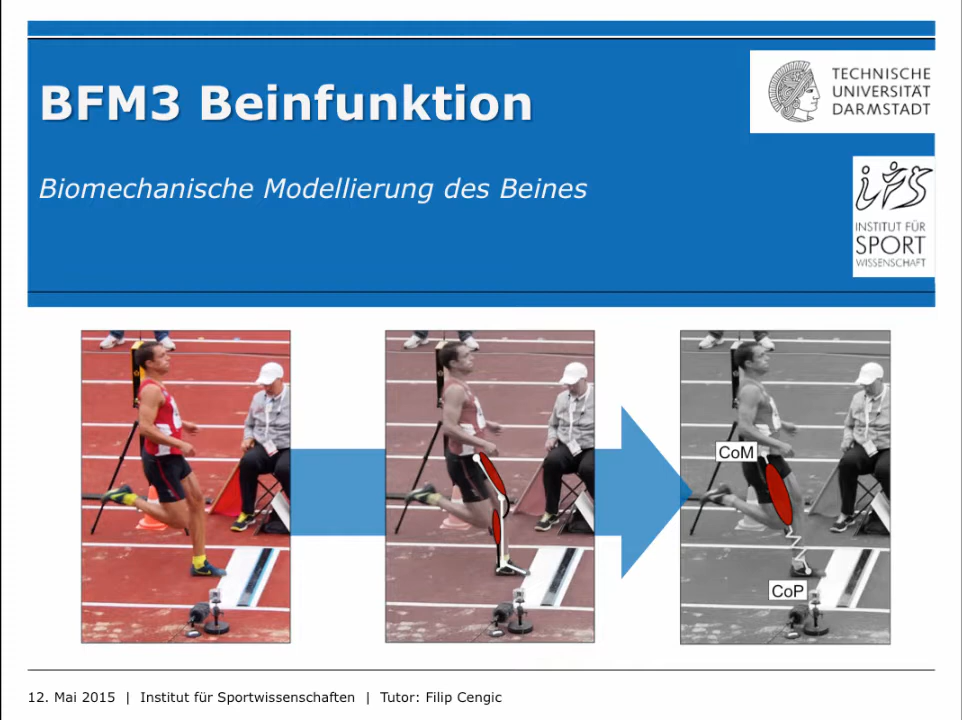 BFM3 Beinfunktion
TECHNISCHE
UNIVERSITÄT
DARMSTADT
Biomechanische Modellierung des Beines
ifs
INSTITUT FÜR
SPORT
WISSENSCHAFT
CoM
CoP
12. Mai 2015 | Institut für Sportwissenschaften | Tutor: Filip Cengic